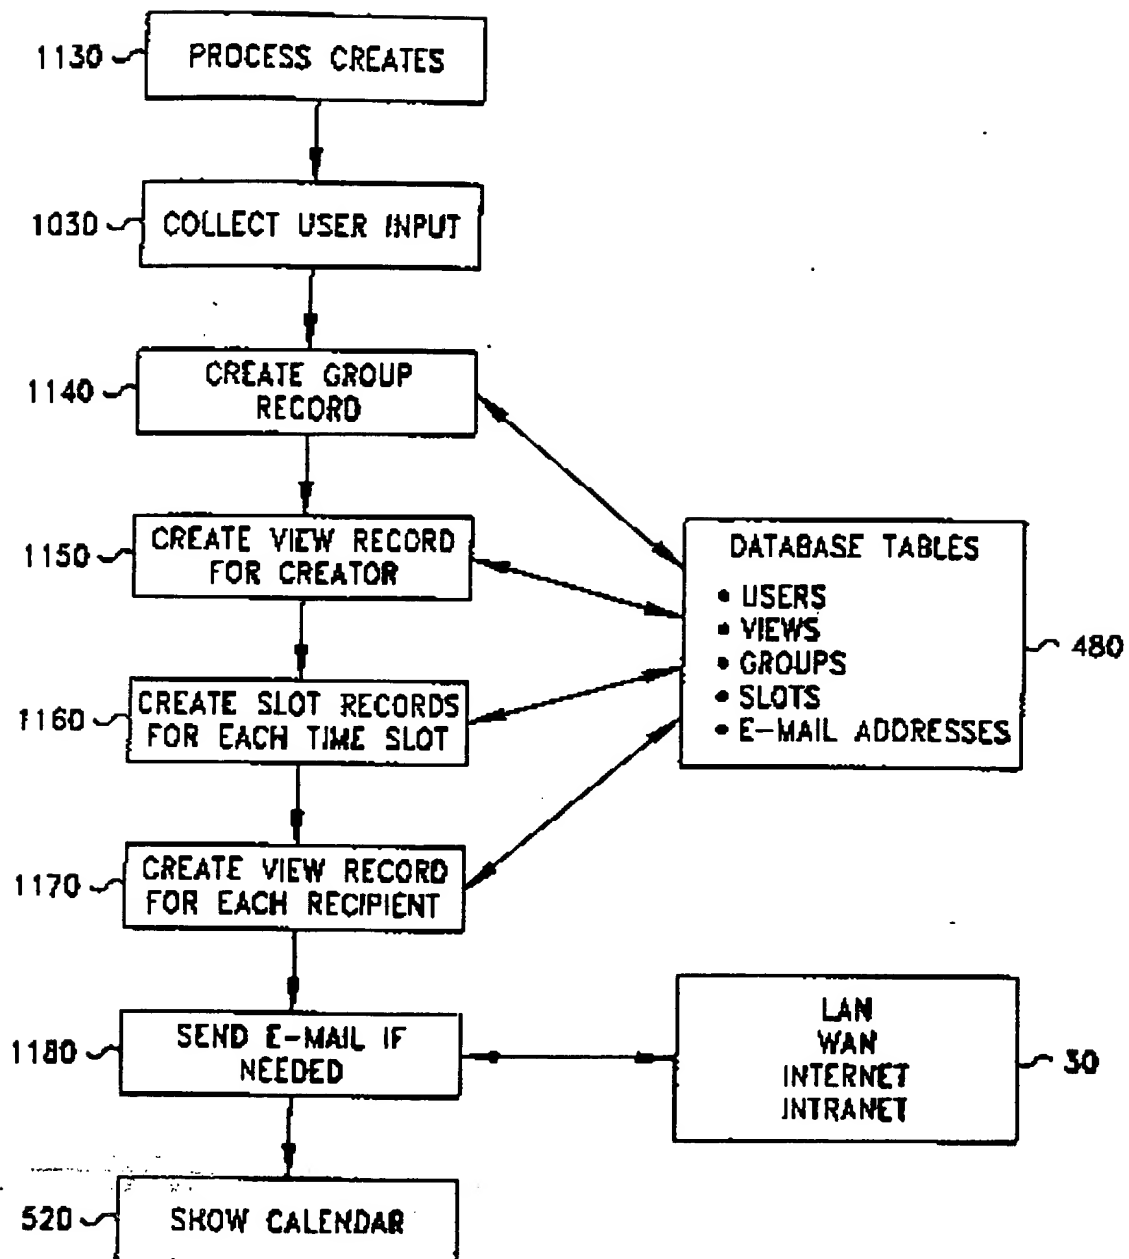 1130
PROCESS CREATES
1030
COLLECT USER INPUT
1140
CREATE GROUP
RECORD
1150
CREATE VIEW RECORD
FOR CREATOR
1160
CREATE SLOT RECORDS
FOR EACH TIME SLOT
1170
CREATE VIEW RECORD
FOR EACH RECIPIENT
1180
SEND E-MAIL IF
NEEDED
520
SHOW CALENDAR
DATABASE TABLES
• USERS
• VIEWS
• GROUPS
• SLOTS
• E-MAIL ADDRESSES
480
LAN
WAN
INTERNET
INTRANET
30